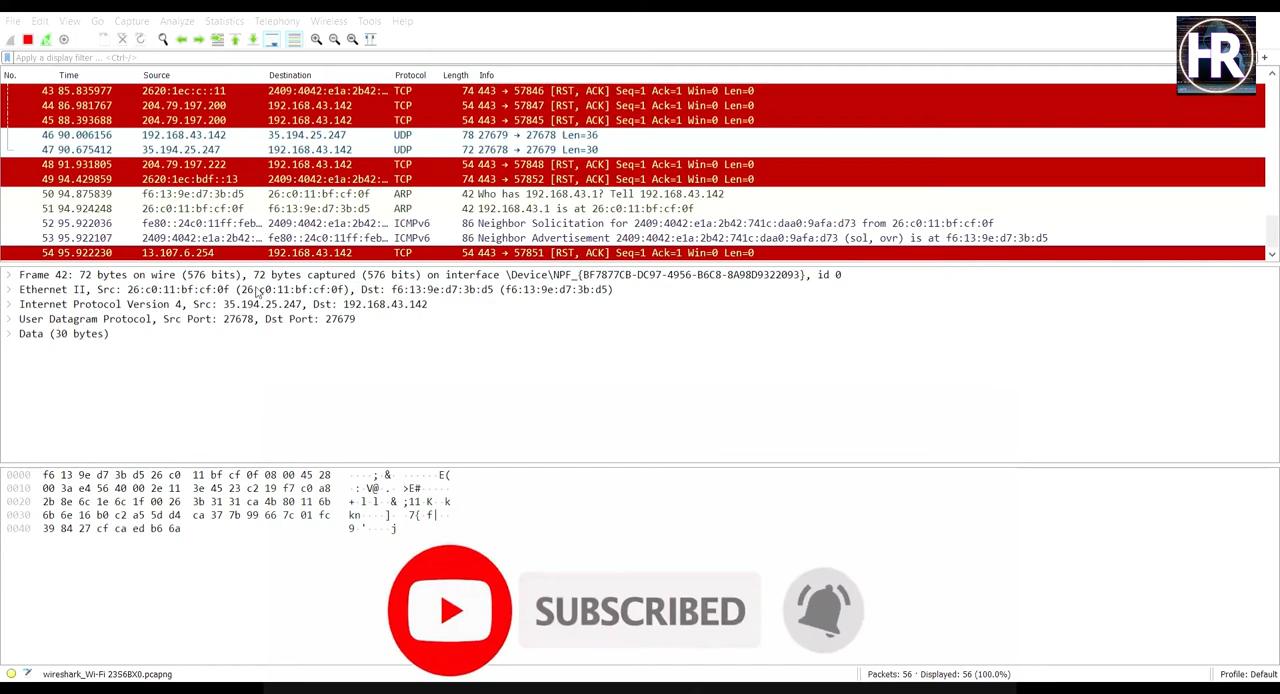 File Edit View Go Capture Analyze Statistics Telephony Wireless Tools Help
HR
Apply a display filter ... <Ctrl-/>
No. Time Source Destination Protocol Length Info
43 85.835977 2620:1ec:c::11 2409:4042:e1a:2b42:... TCP 74 443 → 57846 [RST, ACK] Seq=1 Ack=1 Win=0 Len=0
44 86.981767 204.79.197.200 192.168.43.142 TCP 54 443 → 57847 [RST, ACK] Seq=1 Ack=1 Win=0 Len=0
45 88.393688 204.79.197.200 192.168.43.142 TCP 54 443 → 57845 [RST, ACK] Seq=1 Ack=1 Win=0 Len=0
46 90.006156 192.168.43.142 35.194.25.247 UDP 78 27679 → 27678 Len=36
47 90.675412 35.194.25.247 192.168.43.142 UDP 72 27678 → 27679 Len=30
48 91.931805 204.79.197.222 192.168.43.142 TCP 54 443 → 57848 [RST, ACK] Seq=1 Ack=1 Win=0 Len=0
49 94.429859 2620:1ec:bdf::13 2409:4042:e1a:2b42:... TCP 74 443 → 57852 [RST, ACK] Seq=1 Ack=1 Win=0 Len=0
50 94.875839 f6:13:9e:d7:3b:d5 26:c0:11:bf:cf:0f ARP 42 Who has 192.168.43.1? Tell 192.168.43.142
51 94.924248 26:c0:11:bf:cf:0f f6:13:9e:d7:3b:d5 ARP 42 192.168.43.1 is at 26:c0:11:bf:cf:0f
52 95.922036 fe80::24c0:11ff:feb... 2409:4042:e1a:2b42:... ICMPv6 86 Neighbor Solicitation for 2409:4042:e1a:2b42:741c:daa0:9afa:d73 from 26:c0:11:bf:cf:0f
53 95.922107 2409:4042:e1a:2b42:... fe80::24c0:11ff:feb... ICMPv6 86 Neighbor Advertisement 2409:4042:e1a:2b42:741c:daa0:9afa:d73 (sol, ovr) is at f6:13:9e:d7:3b:d5
54 95.922230 13.107.6.254 192.168.43.142 TCP 54 443 → 57851 [RST, ACK] Seq=1 Ack=1 Win=0 Len=0
Frame 42: 72 bytes on wire (576 bits), 72 bytes captured (576 bits) on interface \Device\NPF_{BF7877CB-DC97-4956-B6C8-8A98D9322093}, id 0
Ethernet II, Src: 26:c0:11:bf:cf:0f (26:c0:11:bf:cf:0f), Dst: f6:13:9e:d7:3b:d5 (f6:13:9e:d7:3b:d5)
Internet Protocol Version 4, Src: 35.194.25.247, Dst: 192.168.43.142
User Datagram Protocol, Src Port: 27678, Dst Port: 27679
Data (30 bytes)
0000 f6 13 9e d7 3b d5 26 c0 11 bf cf 0f 08 00 45 28 ····;·& ······E(
0010 00 3a e4 56 40 00 2e 11 3e 45 23 c2 19 f7 c0 a8 ·:·V@·.· >E#·····
0020 2b 8e 6c 1e 6c 1f 00 26 3b 31 31 ca 4b 80 11 6b +·l·l··& ;11·K··k
0030 6b 6e 16 b0 c2 a5 5d d4 ca 37 7b 99 66 7c 01 fc kn····]· ·7{·f|··
0040 39 84 27 cf ca ed b6 6a 9·'····j
SUBSCRIBED
wireshark_Wi-Fi 23S6BX0.pcapng Packets: 56 · Displayed: 56 (100.0%) Profile: Default